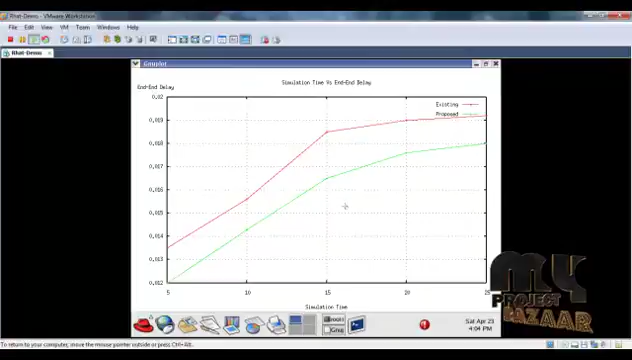 Rhat-Demo - VMware Workstation
File Edit View VM Team Windows Help
Rhat-Demo
Gnuplot
Simulation Time Vs End-End Delay
End-End Delay
0.02
Existing
0.019
Proposed
0.018
0.017
0.016
0.015
0.014
0.013
0.012
5 10 15 20 25
Simulation Time
MY
PROJECT
BAZAAR
Sat Apr 23
4:04 PM
To return to your computer, move the mouse pointer outside or press Ctrl+Alt.